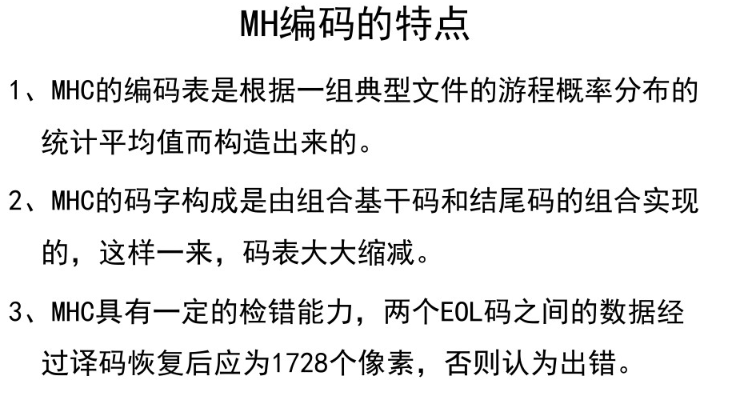 MH编码的特点
1、MHC的编码表是根据一组典型文件的游程概率分布的
统计平均值而构造出来的。
2、MHC的码字构成是由组合基干码和结尾码的组合实现
的，这样一来，码表大大缩减。
3、MHC具有一定的检错能力，两个EOL码之间的数据经
过译码恢复后应为1728个像素，否则认为出错。